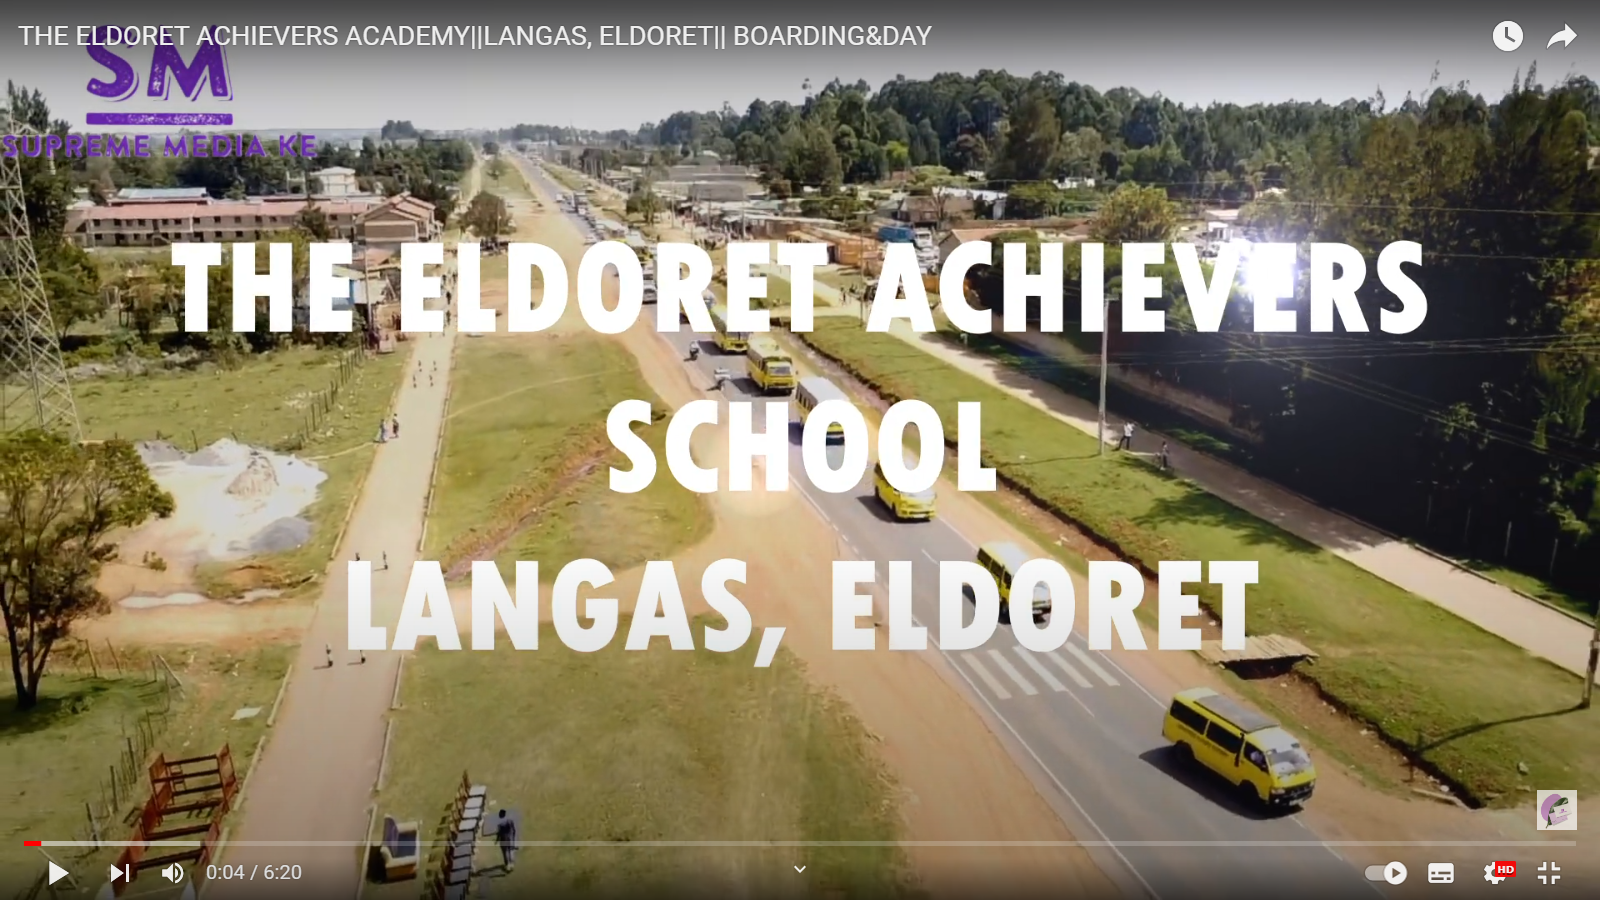 THE ELDORET ACHIEVERS ACADEMY||LANGAS, ELDORET|| BOARDING&DAY
SM
SUPREME MEDIA KE
THE ELDORET ACHIEVERS
SCHOOL
LANGAS, ELDORET
0:04 / 6:20
HD